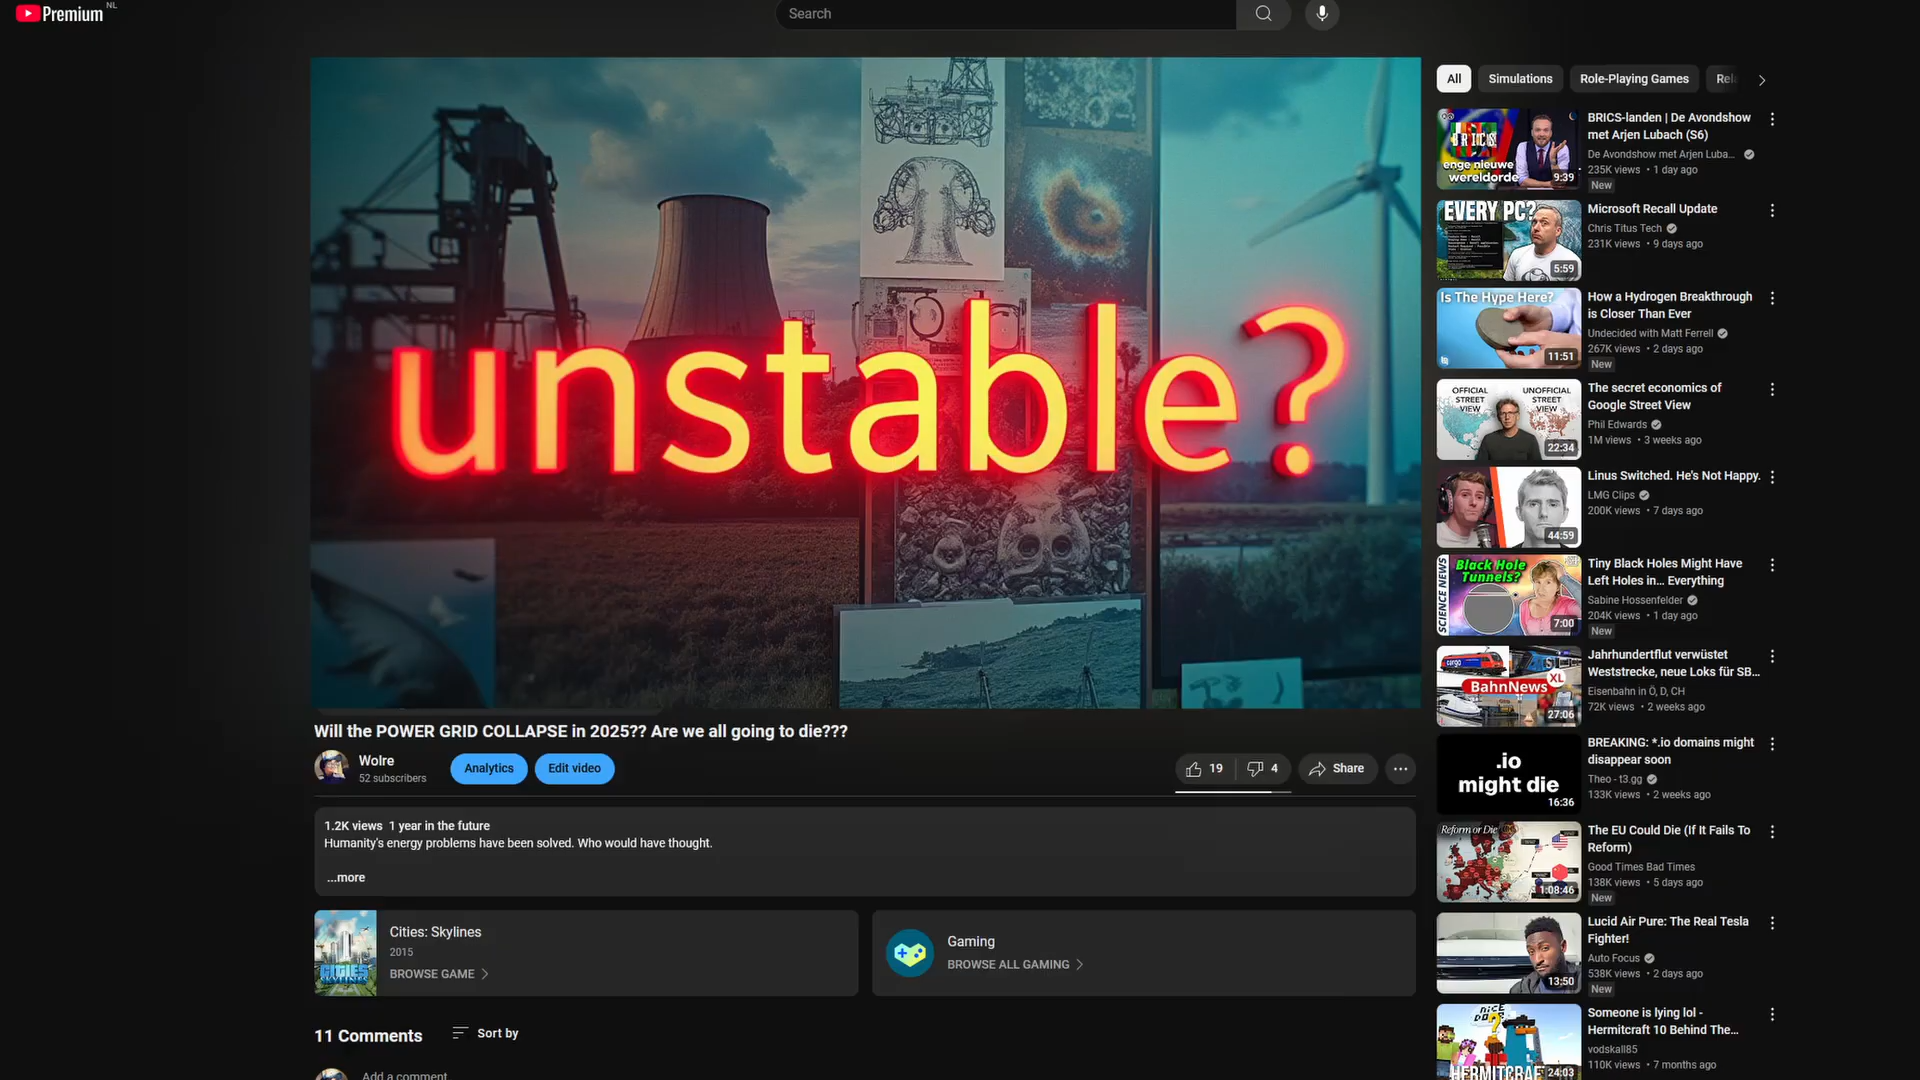 Premium NL
Search
unstable?
Will the POWER GRID COLLAPSE in 2025?? Are we all going to die???
Wolre
52 subscribers
Analytics
Edit video
19
4
Share
1.2K views 1 year in the future
Humanity's energy problems have been solved. Who would have thought.
...more
Cities: Skylines
2015
BROWSE GAME
CITIES
SKYLINES
Gaming
BROWSE ALL GAMING
11 Comments
Sort by
Add a comment...
All
Simulations
Role-Playing Games
Rel
BRICS
enge nieuwe
wereldorde
9:39
BRICS-landen | De Avondshow
met Arjen Lubach (S6)
De Avondshow met Arjen Luba...
235K views • 1 day ago
New
EVERY PC?
5:59
Microsoft Recall Update
Chris Titus Tech
231K views • 9 days ago
Is The Hype Here?
11:51
How a Hydrogen Breakthrough
is Closer Than Ever
Undecided with Matt Ferrell
267K views • 2 days ago
New
OFFICIAL
STREET
VIEW
UNOFFICIAL
STREET
VIEW
22:34
The secret economics of
Google Street View
Phil Edwards
1M views • 3 weeks ago
44:59
Linus Switched. He's Not Happy.
LMG Clips
200K views • 7 days ago
SCIENCE NEWS
Black Hole
Tunnels?
7:00
Tiny Black Holes Might Have
Left Holes in... Everything
Sabine Hossenfelder
204K views • 1 day ago
New
cargo
BahnNews
XL
27:06
Jahrhundertflut verwüstet
Weststrecke, neue Loks für SB...
Eisenbahn in Ö, D, CH
72K views • 2 weeks ago
.io
might die
16:36
BREAKING: *.io domains might
disappear soon
Theo - t3.gg
133K views • 2 weeks ago
Reform or Die
1:08:46
The EU Could Die (If It Fails To
Reform)
Good Times Bad Times
138K views • 5 days ago
New
13:50
Lucid Air Pure: The Real Tesla
Fighter!
Auto Focus
538K views • 2 days ago
New
NICE
HERMITCRAF
24:03
Someone is lying lol -
Hermitcraft 10 Behind The...
vodskall85
110K views • 7 months ago